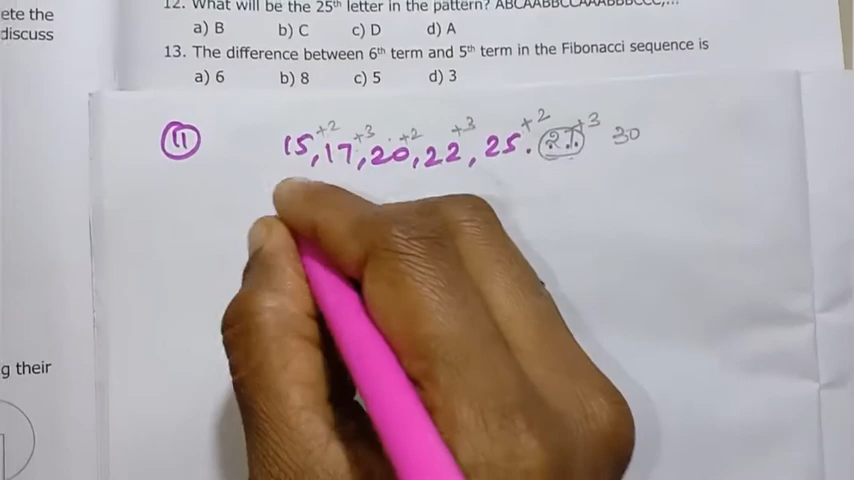 ete the
discuss
12. What will be the 25th letter in the pattern? ABCAABBCCAAABBBCCC,...
a) B b) C c) D d) A
13. The difference between 6th term and 5th term in the Fibonacci sequence is
a) 6 b) 8 c) 5 d) 3
11 15, 17, 20, 22, 25. 27 30
+2 +3 +2 +3 +2 +3
g their